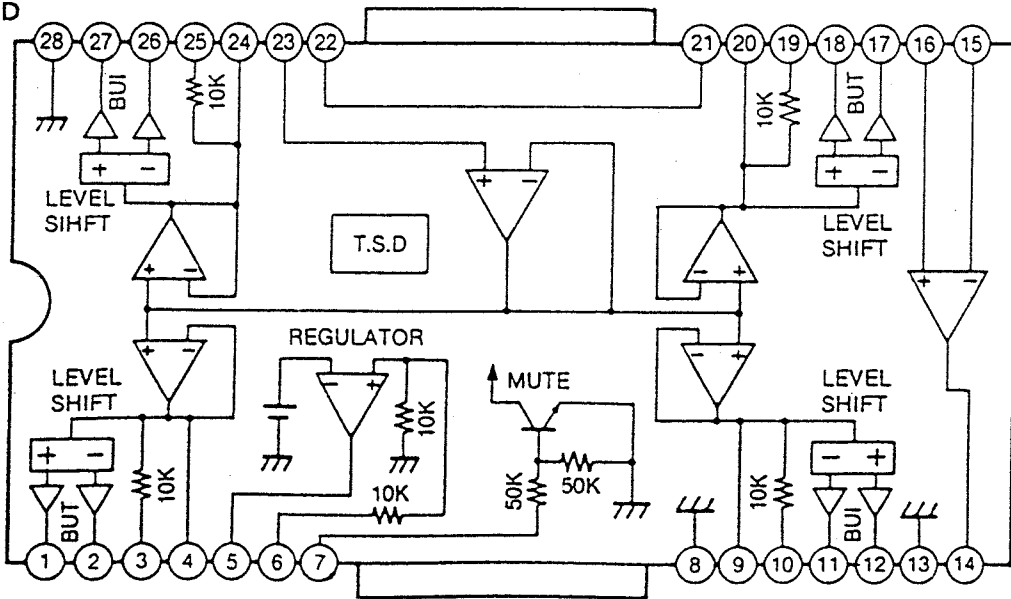 D
28 27 26 25 24 23 22 21 20 19 18 17 16 15
BUI
10K
10K
BUT
+ −
+ −
+ −
LEVEL
SIHFT
T.S.D
LEVEL
SHIFT
+ −
− +
+ −
+ −
REGULATOR
− +
− +
LEVEL
SHIFT
MUTE
LEVEL
SHIFT
10K
+ −
− +
10K
10K
50K
50K
10K
BUT
BUI
1 2 3 4 5 6 7 8 9 10 11 12 13 14